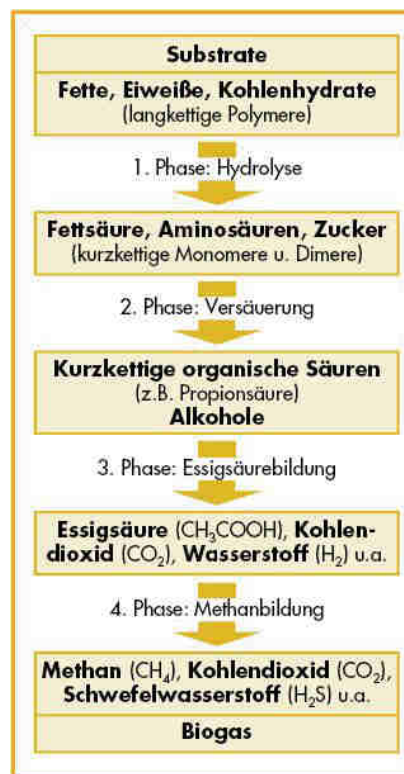 Substrate
Fette, Eiweiße, Kohlenhydrate
(langkettige Polymere)
1. Phase: Hydrolyse
Fettsäure, Aminosäuren, Zucker
(kurzkettige Monomere u. Dimere)
2. Phase: Versäuerung
Kurzkettige organische Säuren
(z.B. Propionsäure)
Alkohole
3. Phase: Essigsäurebildung
Essigsäure (CH₃COOH), Kohlen-
dioxid (CO₂), Wasserstoff (H₂) u.a.
4. Phase: Methanbildung
Methan (CH₄), Kohlendioxid (CO₂),
Schwefelwasserstoff (H₂S) u.a.
Biogas